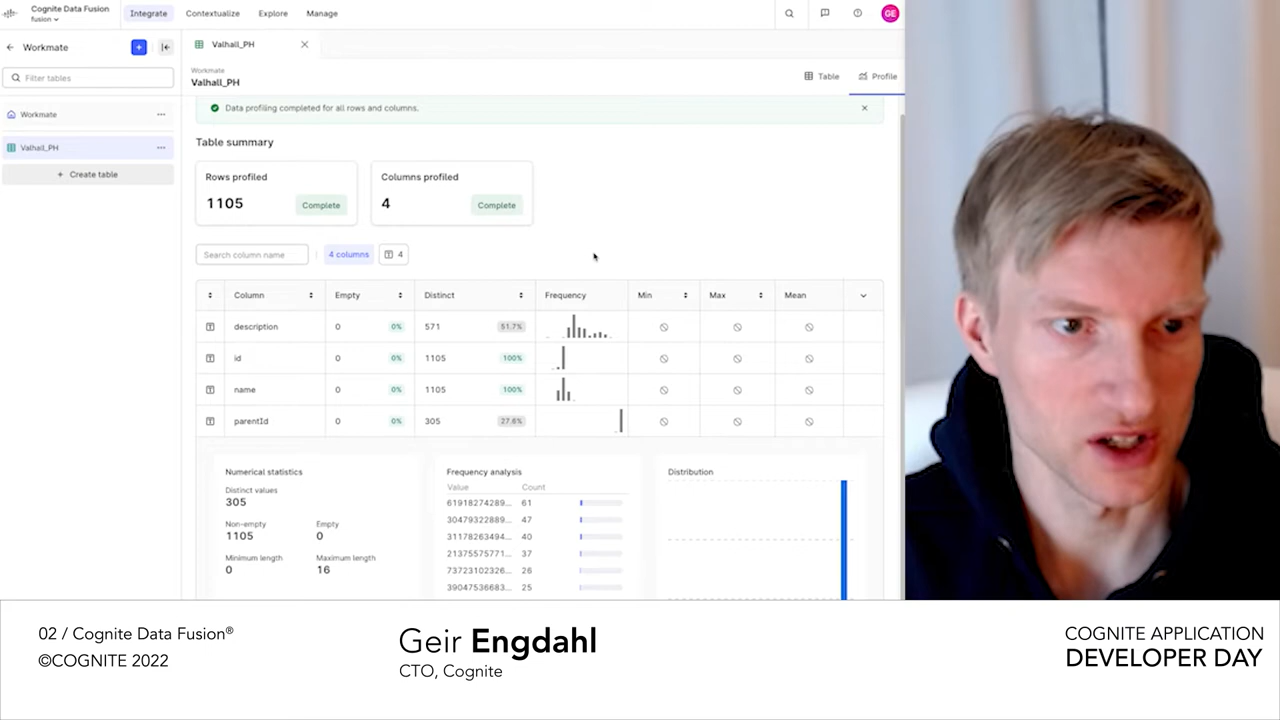 Cognite Data Fusion
fusion
Integrate
Contextualize
Explore
Manage
GE
Workmate
Filter tables
Workmate
Valhall_PH
Create table
Valhall_PH
Workmate
Valhall_PH
Table
Profile
Data profiling completed for all rows and columns.
Table summary
Rows profiled
1105
Complete
Columns profiled
4
Complete
Search column name
4 columns
4
Column Empty Distinct Frequency Min Max Mean
description 0 0% 571 51.7%
id 0 0% 1105 100%
name 0 0% 1105 100%
parentId 0 0% 305 27.6%
Numerical statistics
Distinct values
305
Non-empty Empty
1105 0
Minimum length Maximum length
0 16
Frequency analysis
Value Count
61918274289... 61
30479322889... 47
31178263494... 40
21375575771... 37
73723102326... 26
39047536683... 25
Distribution
02 / Cognite Data Fusion®
©COGNITE 2022
Geir Engdahl
CTO, Cognite
COGNITE APPLICATION
DEVELOPER DAY